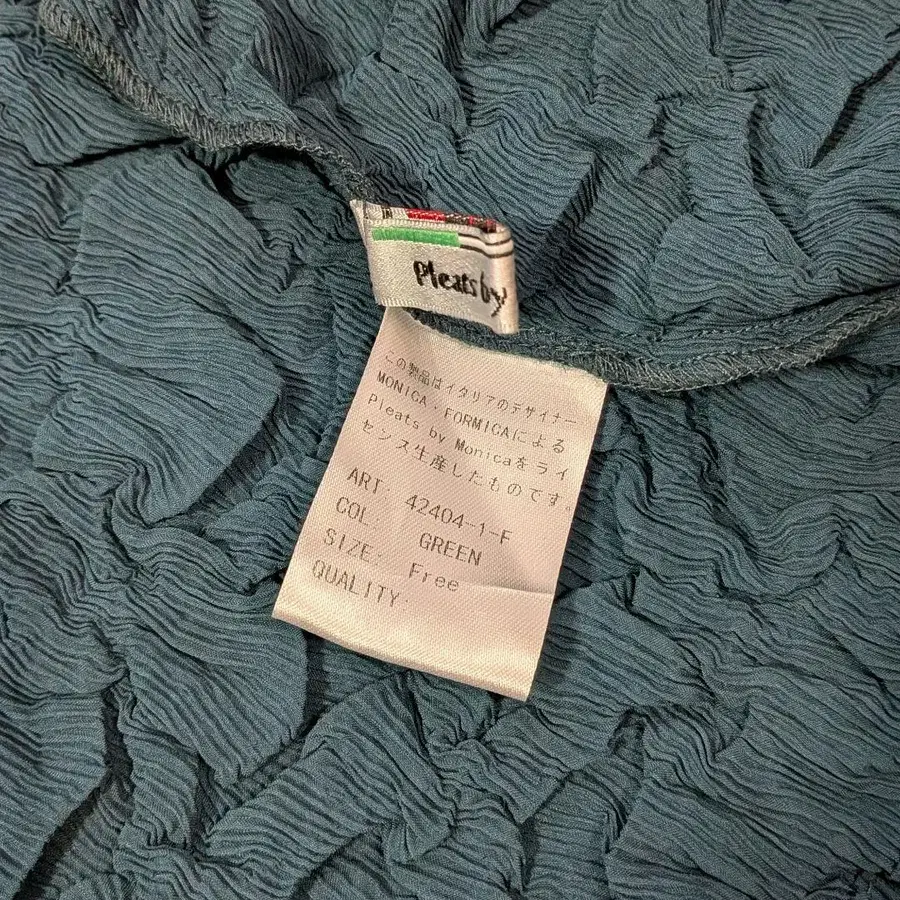 Pleats by
この製品はイタリアのデザイナー
MONICA・FORMICAによる
Pleats by Monicaをライ
センス生産したものです。
ART. 42404-1-F
COL. GREEN
SIZE. Free
QUALITY.